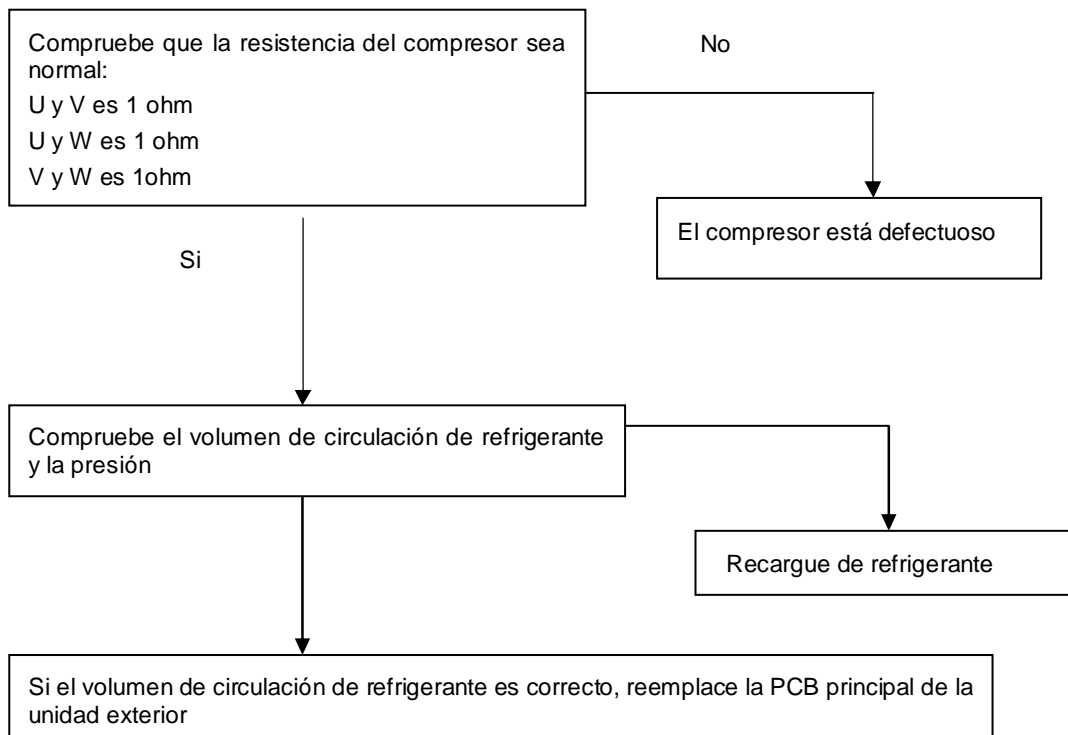 Compruebe que la resistencia del compresor sea
normal:
U y V es 1 ohm
U y W es 1 ohm
V y W es 1ohm
No
El compresor está defectuoso
Si
Compruebe el volumen de circulación de refrigerante
y la presión
Recargue de refrigerante
Si el volumen de circulación de refrigerante es correcto, reemplace la PCB principal de la
unidad exterior